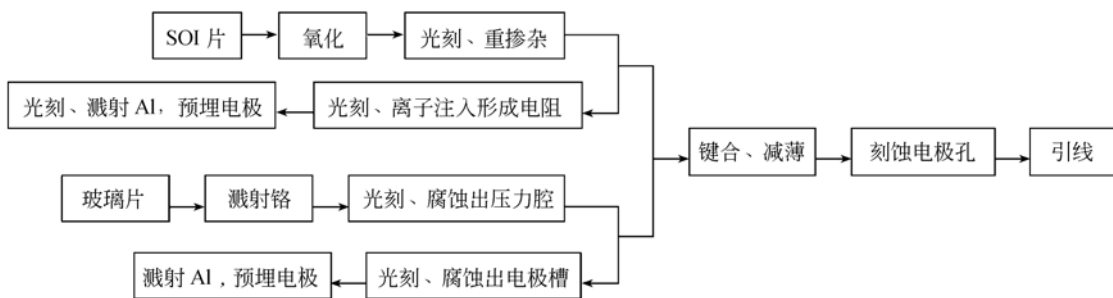 SOI 片
氧化
光刻、重掺杂
光刻、溅射 Al，预埋电极
光刻、离子注入形成电阻
键合、减薄
刻蚀电极孔
引线
玻璃片
溅射铬
光刻、腐蚀出压力腔
溅射 Al，预埋电极
光刻、腐蚀出电极槽